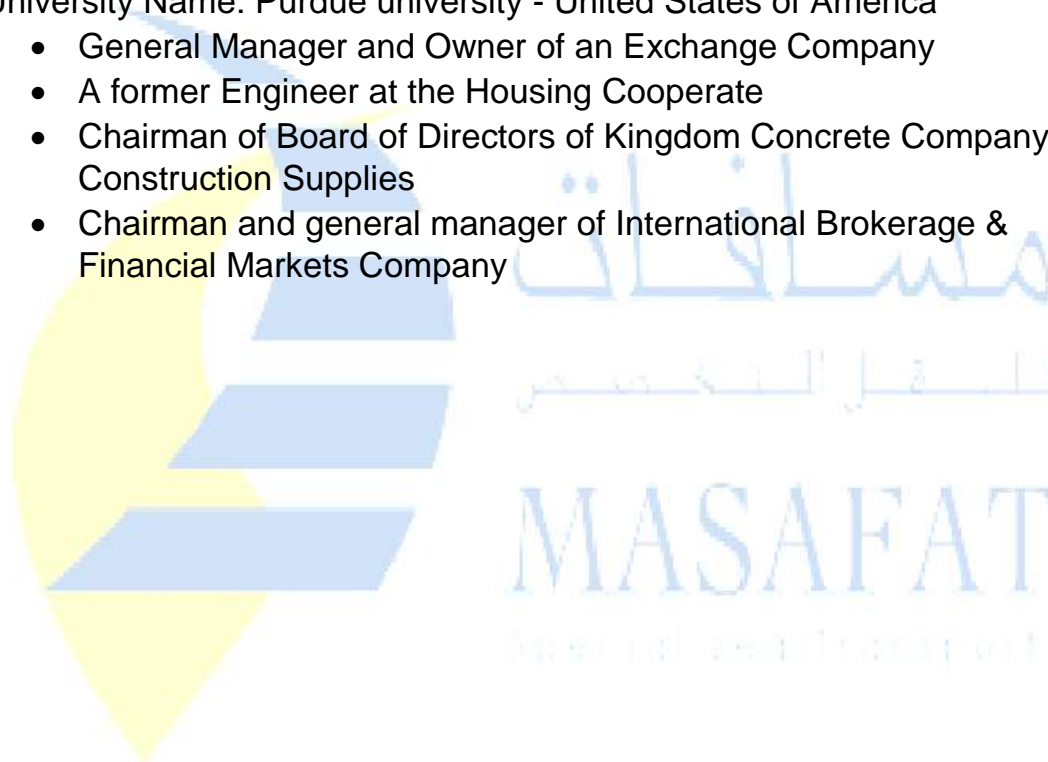 University Name: Purdue university - United States of America
• General Manager and Owner of an Exchange Company
• A former Engineer at the Housing Cooperate
• Chairman of Board of Directors of Kingdom Concrete Company
Construction Supplies
• Chairman and general manager of International Brokerage &
Financial Markets Company
مسافات
MASAFAT